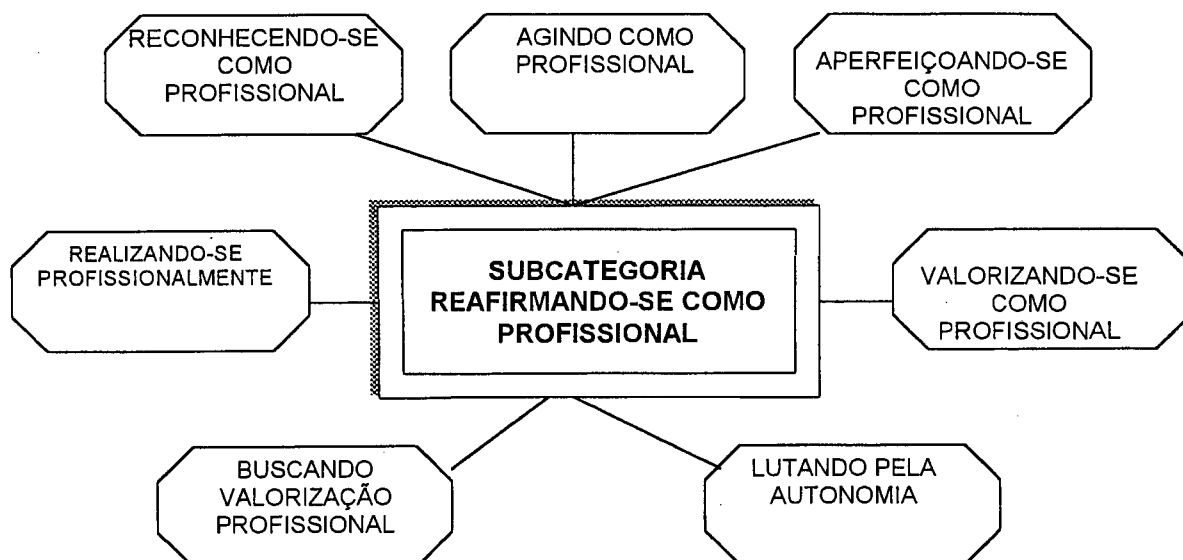 RECONHECENDO-SE
COMO
PROFISSIONAL
AGINDO COMO
PROFISSIONAL
APERFEIÇOANDO-SE
COMO
PROFISSIONAL
REALIZANDO-SE
PROFISSIONALMENTE
SUBCATEGORIA
REAFIRMANDO-SE COMO
PROFISSIONAL
VALORIZANDO-SE
COMO
PROFISSIONAL
BUSCANDO
VALORIZAÇÃO
PROFISSIONAL
LUTANDO PELA
AUTONOMIA